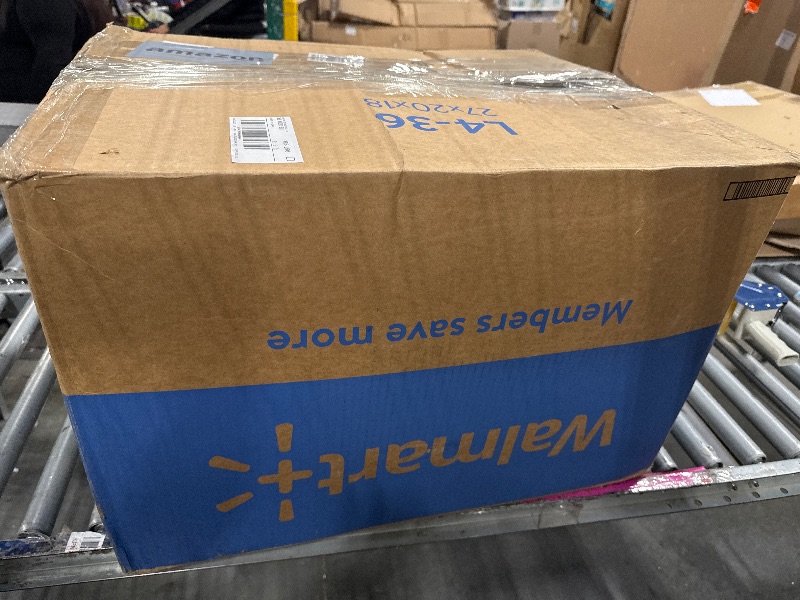 amazon
L4-36
27x20x18
Members save more
Walmart+